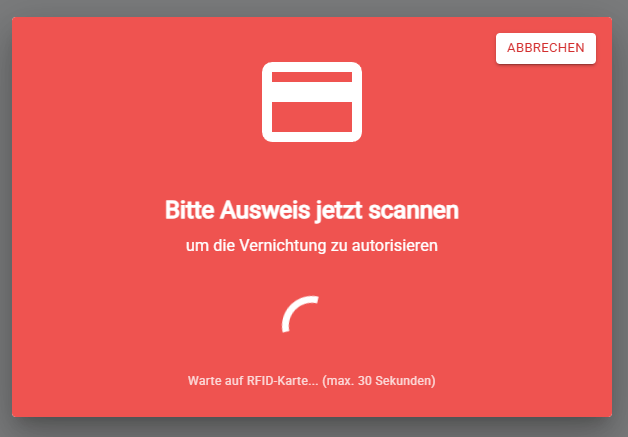 ABBRECHEN
Bitte Ausweis jetzt scannen
um die Vernichtung zu autorisieren
Warte auf RFID-Karte... (max. 30 Sekunden)